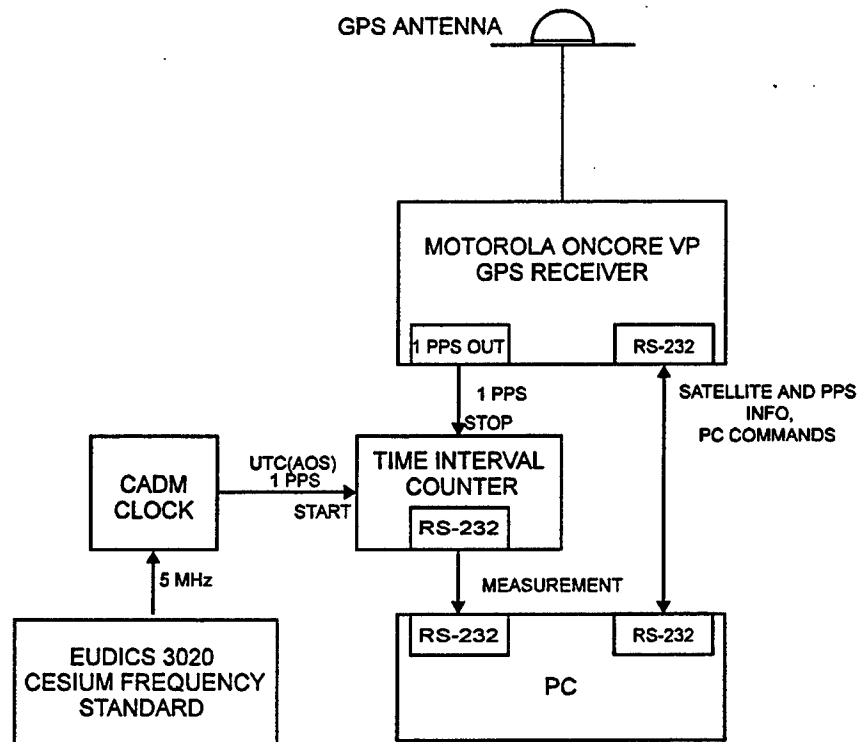 GPS ANTENNA
MOTOROLA ONCORE VP
GPS RECEIVER
1 PPS OUT
RS-232
1 PPS
STOP
SATELLITE AND PPS
INFO,
PC COMMANDS
UTC(AOS)
1 PPS
START
TIME INTERVAL
COUNTER
RS-232
CADM
CLOCK
5 MHz
MEASUREMENT
EUDICS 3020
CESIUM FREQUENCY
STANDARD
RS-232
RS-232
PC